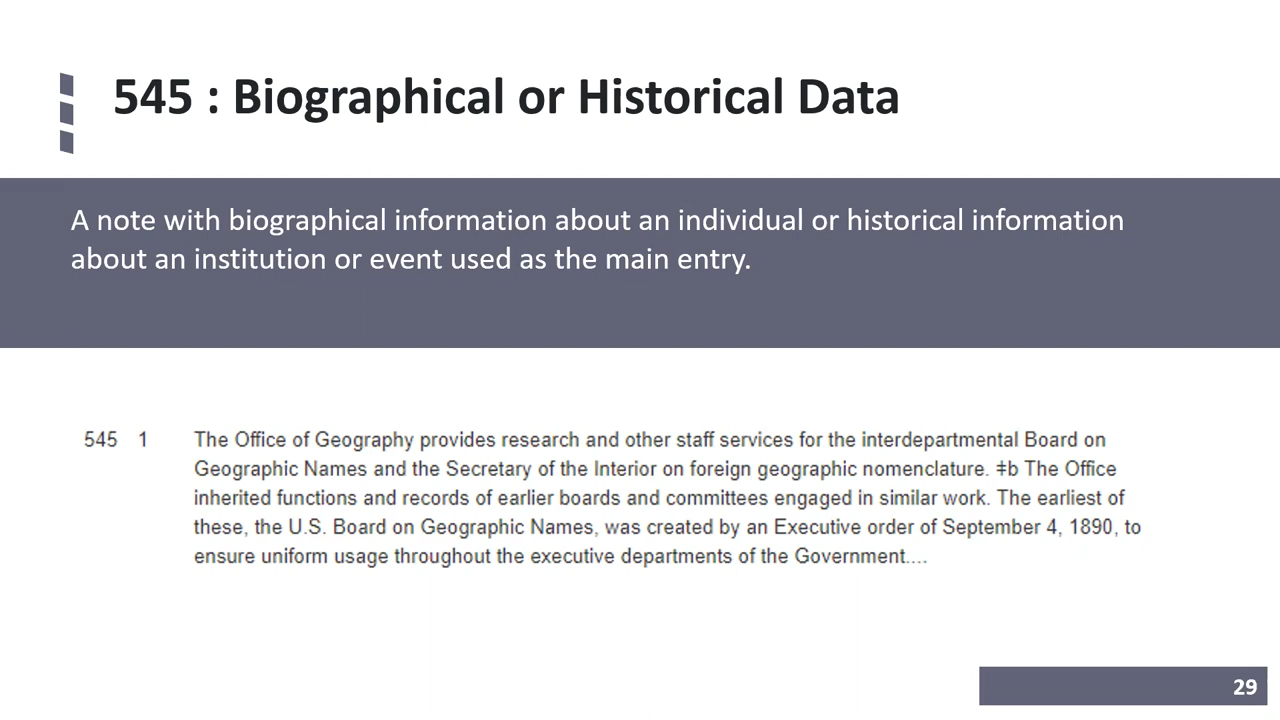 545 : Biographical or Historical Data
A note with biographical information about an individual or historical information
about an institution or event used as the main entry.
545 1 The Office of Geography provides research and other staff services for the interdepartmental Board on
Geographic Names and the Secretary of the Interior on foreign geographic nomenclature. ǂb The Office
inherited functions and records of earlier boards and committees engaged in similar work. The earliest of
these, the U.S. Board on Geographic Names, was created by an Executive order of September 4, 1890, to
ensure uniform usage throughout the executive departments of the Government....
29